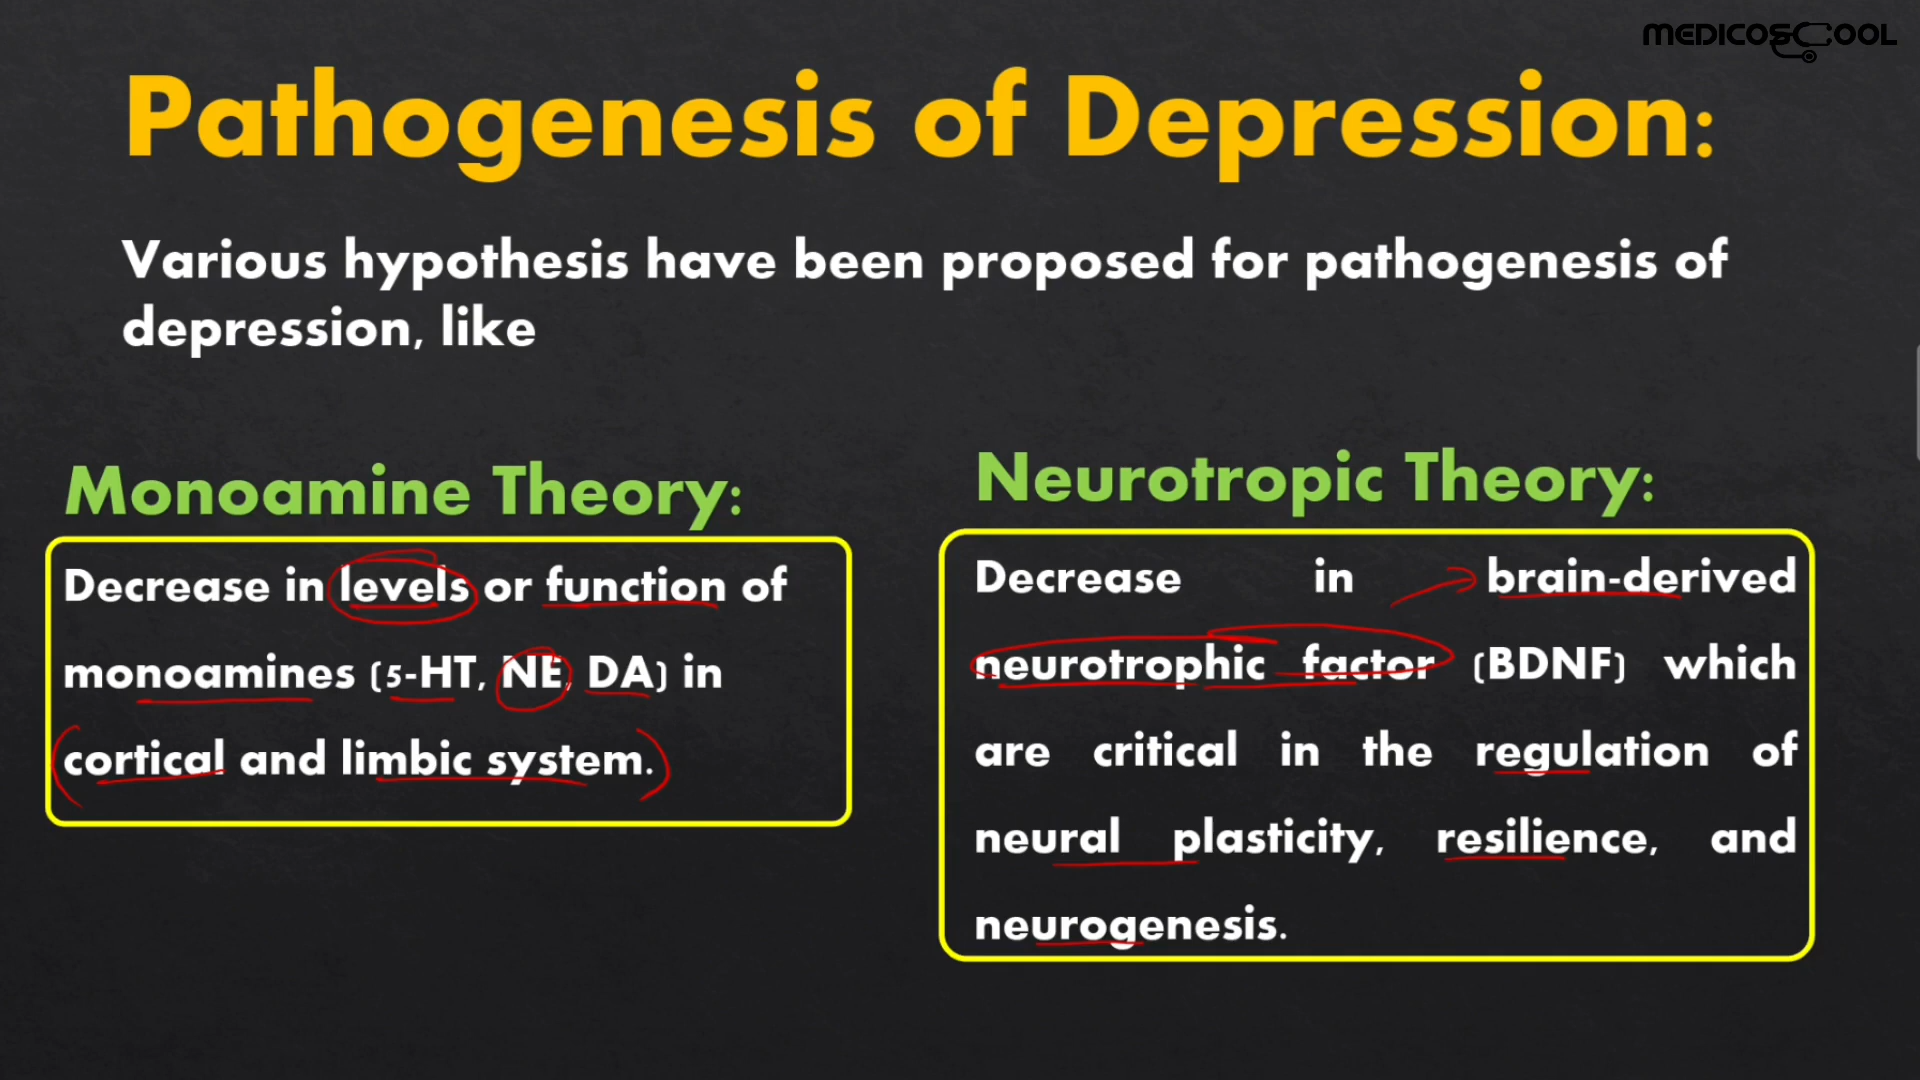 MEDICOSCOOL
Pathogenesis of Depression:
Various hypothesis have been proposed for pathogenesis of
depression, like
Monoamine Theory:
Decrease in levels or function of
monoamines (5-HT, NE, DA) in
cortical and limbic system.
Neurotropic Theory:
Decrease in brain-derived
neurotrophic factor (BDNF) which
are critical in the regulation of
neural plasticity, resilience, and
neurogenesis.